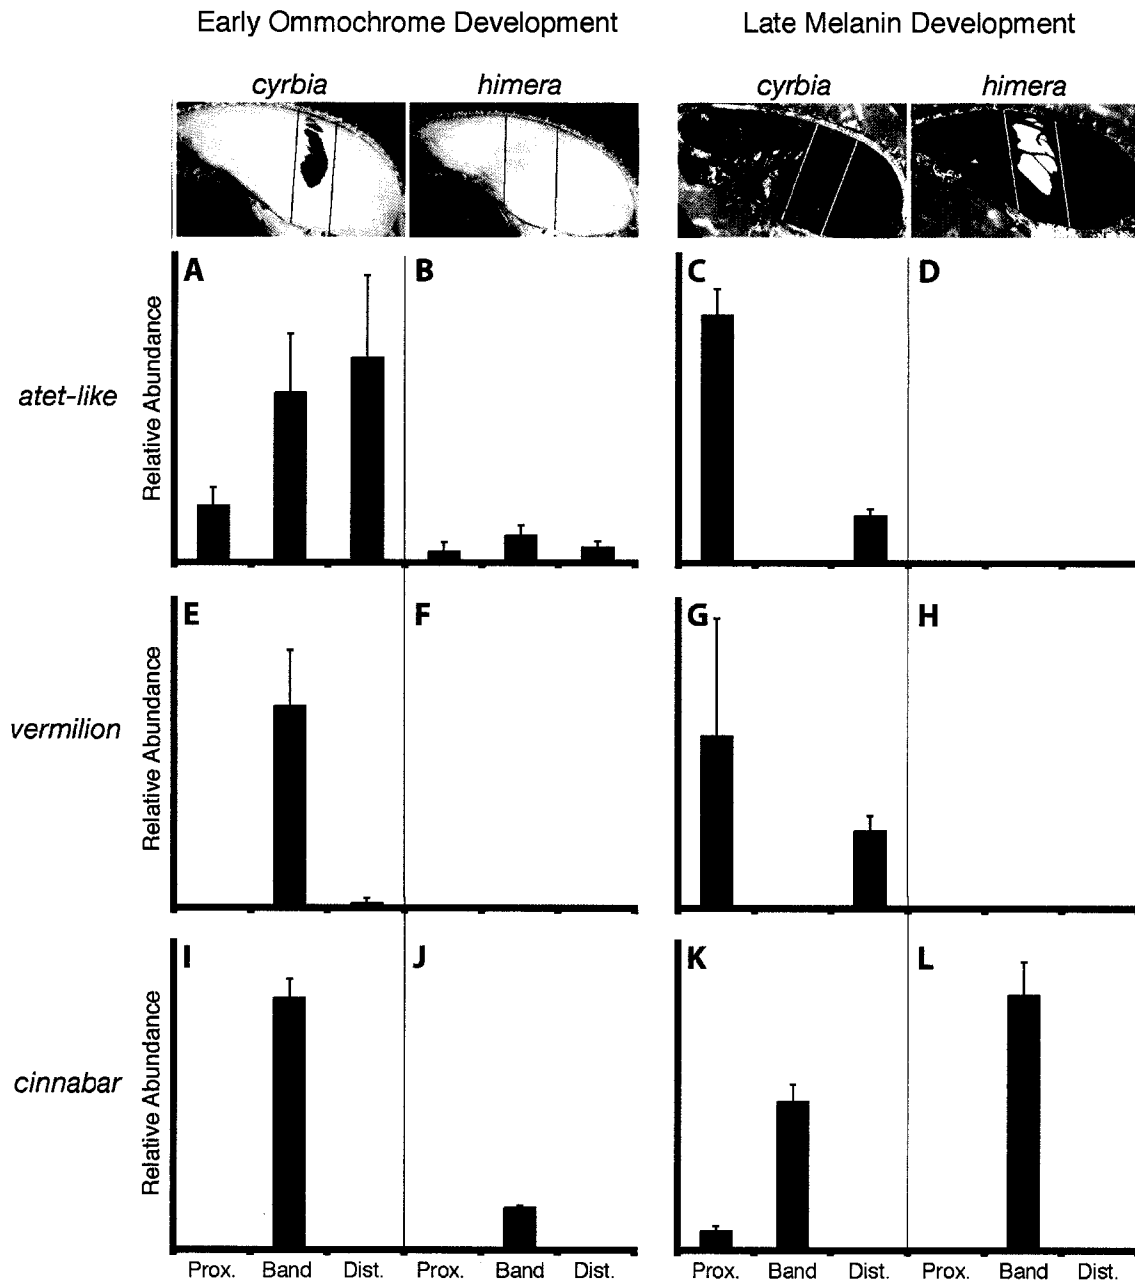 Early Ommochrome Development Late Melanin Development
cyrbia himera cyrbia himera
A B C D
atet-like
Relative Abundance
E F G H
vermilion
Relative Abundance
I J K L
cinnabar
Relative Abundance
Prox. Band Dist. Prox. Band Dist. Prox. Band Dist. Prox. Band Dist.